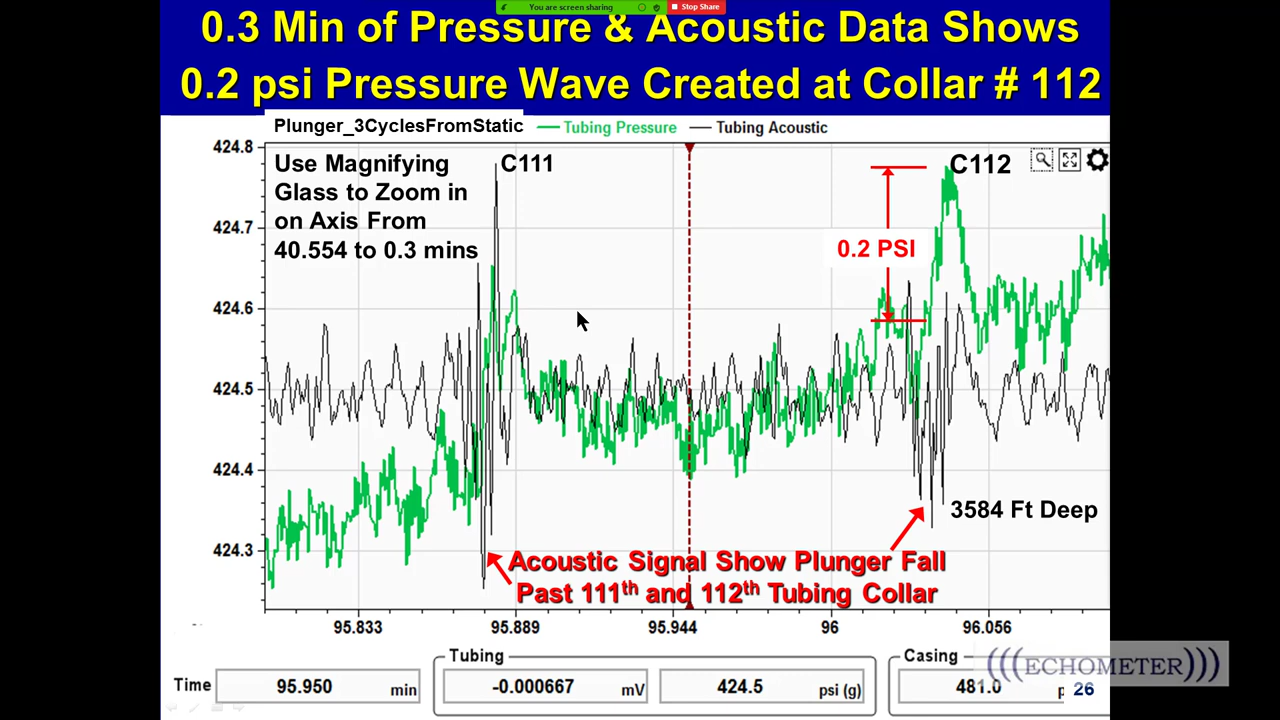 You are screen sharing
Stop Share
0.3 Min of Pressure & Acoustic Data Shows
0.2 psi Pressure Wave Created at Collar # 112
Plunger_3CyclesFromStatic
Tubing Pressure
Tubing Acoustic
424.8
424.7
424.6
424.5
424.4
424.3
Use Magnifying
Glass to Zoom in
on Axis From
40.554 to 0.3 mins
C111
C112
0.2 PSI
3584 Ft Deep
Acoustic Signal Show Plunger Fall
Past 111th and 112th Tubing Collar
95.833
95.889
95.944
96
96.056
Time
95.950
min
Tubing
-0.000667
mV
424.5
psi (g)
Casing
481.0
p
26
(((ECHOMETER)))